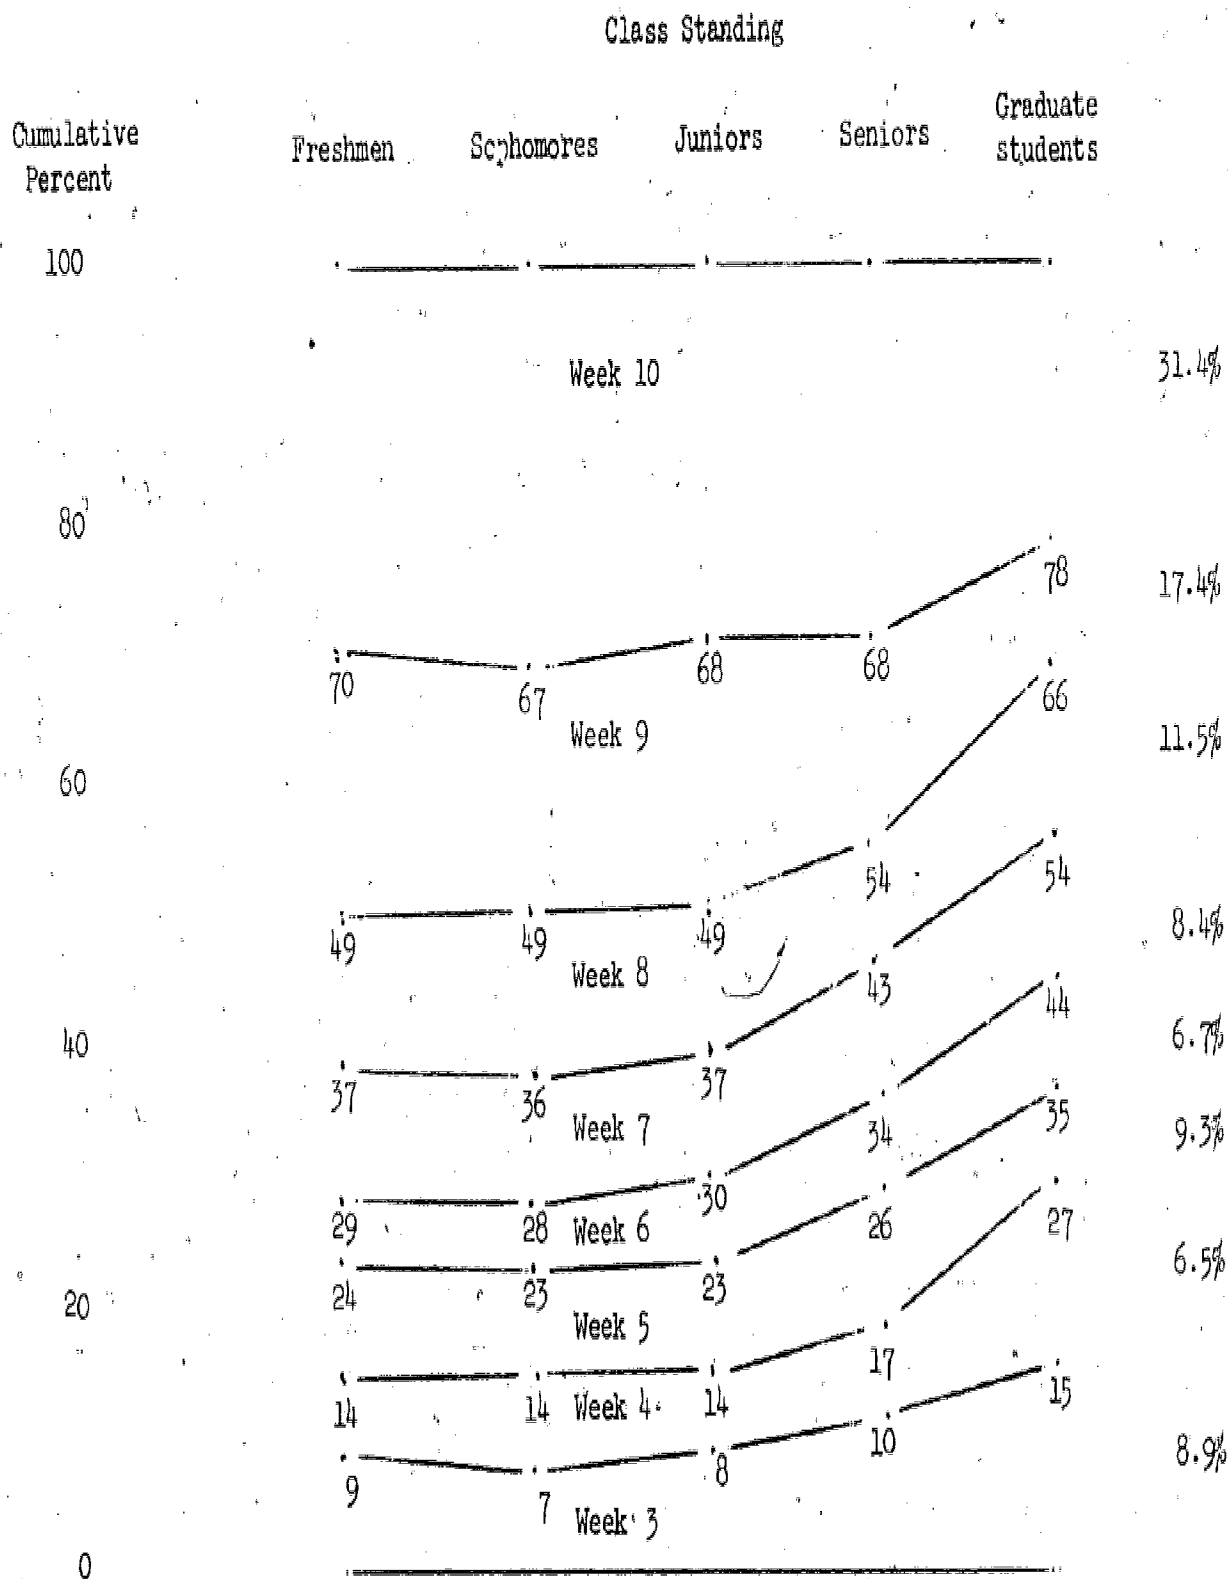 Class Standing
Cumulative Percent
Freshmen Sophomores Juniors Seniors Graduate students
100
Week 10 31.4%
80
78 17.4%
70 67 68 68
66
Week 9 11.5%
60
54 54
49 49 49 8.4%
Week 8 43
44
40 6.7%
37 36 37
Week 7 34 35 9.3%
29 28 Week 6 30 26 27
24 23 23 6.5%
20
Week 5
17
14 14 Week 4 14 15
10
9 7 8 8.9%
Week 3
0